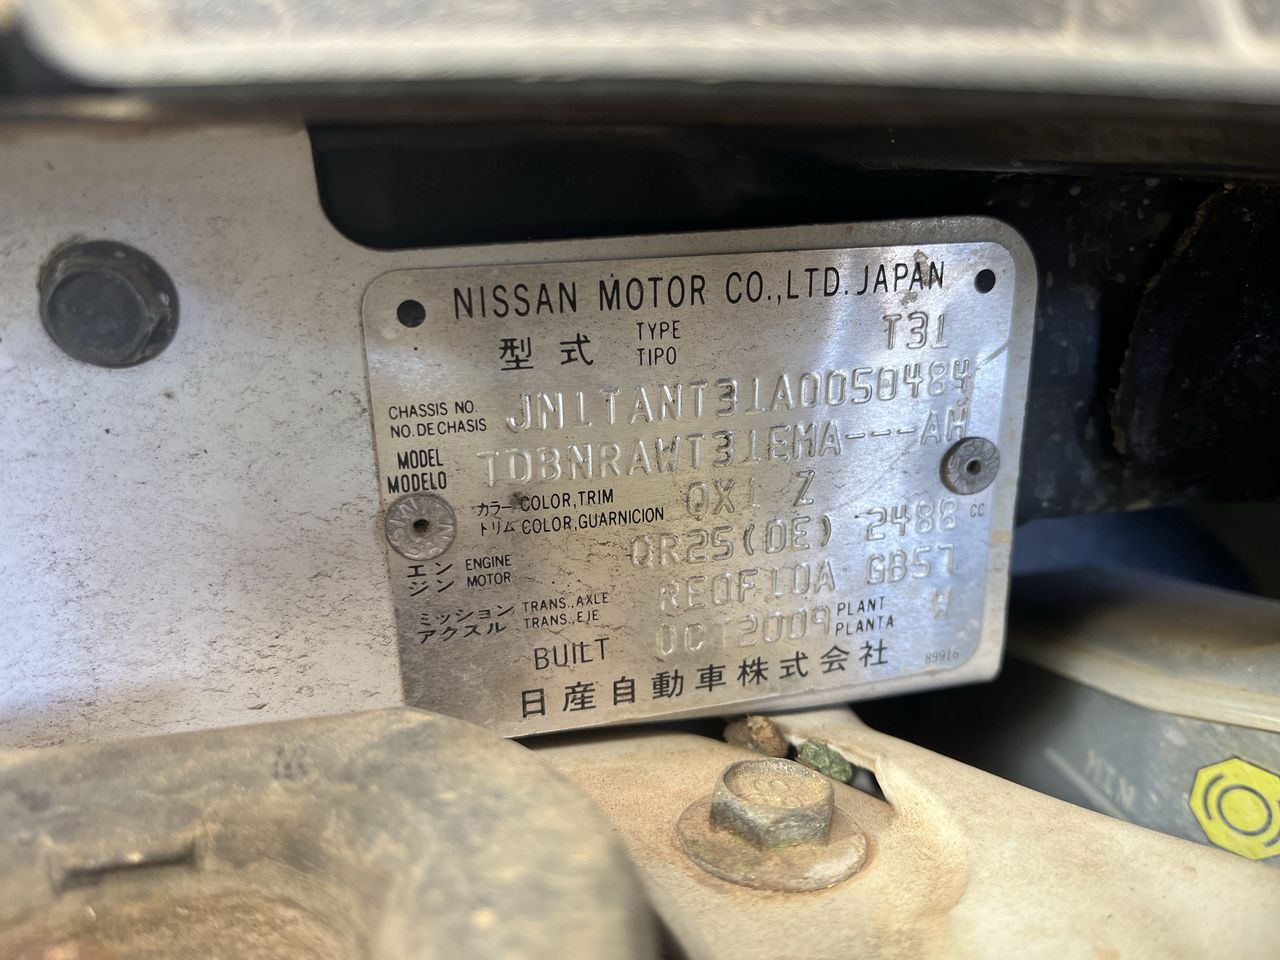 NISSAN MOTOR CO.,LTD. JAPAN
型式 TYPE TIPO T31
CHASSIS NO. NO. DE CHASIS JN1TANT31A0050484
MODEL MODELO TDBNRAWT31EMA---AH
カラー COLOR,TRIM トリム COLOR,GUARNICION QX1 Z
エンジン ENGINE MOTOR QR25(DE) 2488 CC
ミッション アクスル TRANS.,AXLE TRANS.,EJE RE0F10A GB57
BUILT OCT2009 PLANT PLANTA W
日産自動車株式会社 89916
MIN